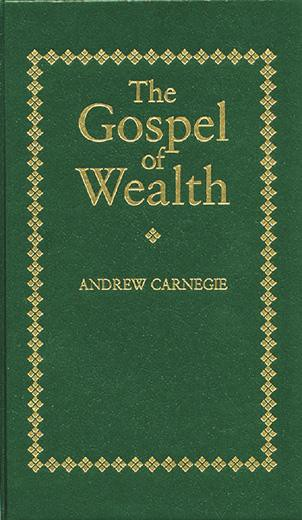 The
Gospel
of
Wealth
ANDREW CARNEGIE